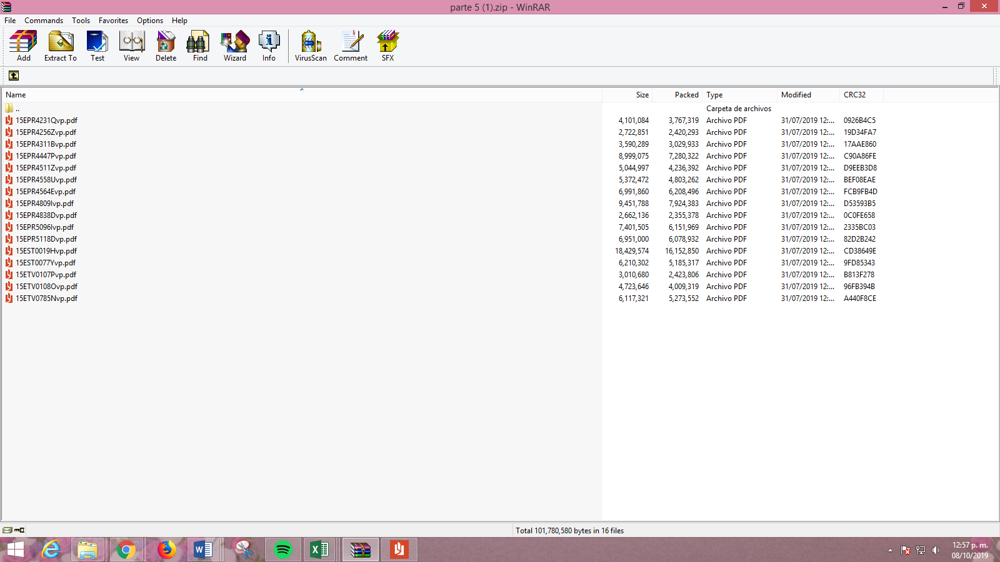 parte 5 (1).zip - WinRAR
File Commands Tools Favorites Options Help
Add Extract To Test View Delete Find Wizard Info VirusScan Comment SFX
Name Size Packed Type Modified CRC32
.. Carpeta de archivos
15EPR4231Qvp.pdf 4,101,084 3,767,319 Archivo PDF 31/07/2019 12:... 0926B4C5
15EPR4256Zvp.pdf 2,722,851 2,420,293 Archivo PDF 31/07/2019 12:... 19D34FA7
15EPR4311Bvp.pdf 3,590,289 3,029,933 Archivo PDF 31/07/2019 12:... 17AAE860
15EPR4447Pvp.pdf 8,999,075 7,280,322 Archivo PDF 31/07/2019 12:... C90A86FE
15EPR4511Zvp.pdf 5,044,997 4,236,392 Archivo PDF 31/07/2019 12:... D9EEB3D8
15EPR4558Uvp.pdf 5,372,472 4,803,262 Archivo PDF 31/07/2019 12:... BEF08EAE
15EPR4564Evp.pdf 6,991,860 6,208,496 Archivo PDF 31/07/2019 12:... FCB9FB4D
15EPR4809Ivp.pdf 9,451,788 7,924,383 Archivo PDF 31/07/2019 12:... D53593B5
15EPR4838Dvp.pdf 2,662,136 2,355,378 Archivo PDF 31/07/2019 12:... 0C0FE658
15EPR5096Ivp.pdf 7,401,505 6,151,969 Archivo PDF 31/07/2019 12:... 2335BC03
15EPR5118Dvp.pdf 6,951,000 6,078,932 Archivo PDF 31/07/2019 12:... 82D2B242
15EST0019Hvp.pdf 18,429,574 16,152,850 Archivo PDF 31/07/2019 12:... CD38649E
15EST0077Yvp.pdf 6,210,302 5,185,317 Archivo PDF 31/07/2019 12:... 9FD85343
15ETV0107Pvp.pdf 3,010,680 2,423,806 Archivo PDF 31/07/2019 12:... B813F278
15ETV0108Ovp.pdf 4,723,646 4,009,319 Archivo PDF 31/07/2019 12:... 96FB394B
15ETV0785Nvp.pdf 6,117,321 5,273,552 Archivo PDF 31/07/2019 12:... A440F8CE
Total 101,780,580 bytes in 16 files
12:57 p. m.
08/10/2019